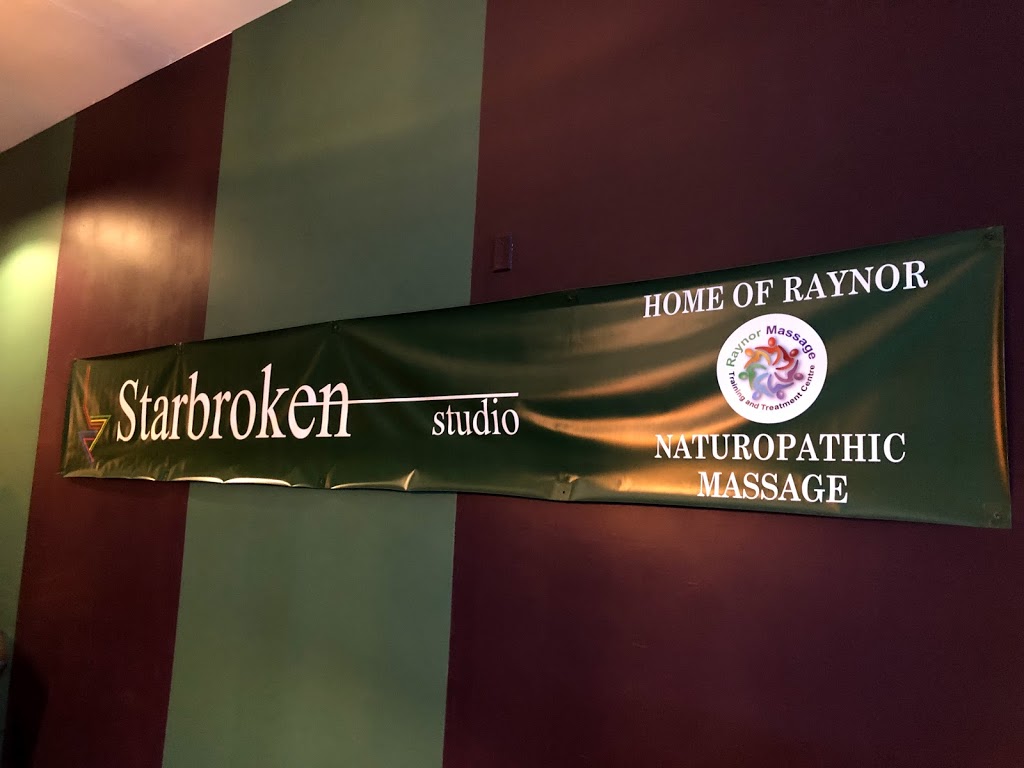 Starbroken
studio
HOME OF RAYNOR
Raynor Massage
Training and Treatment Centre
NATUROPATHIC
MASSAGE